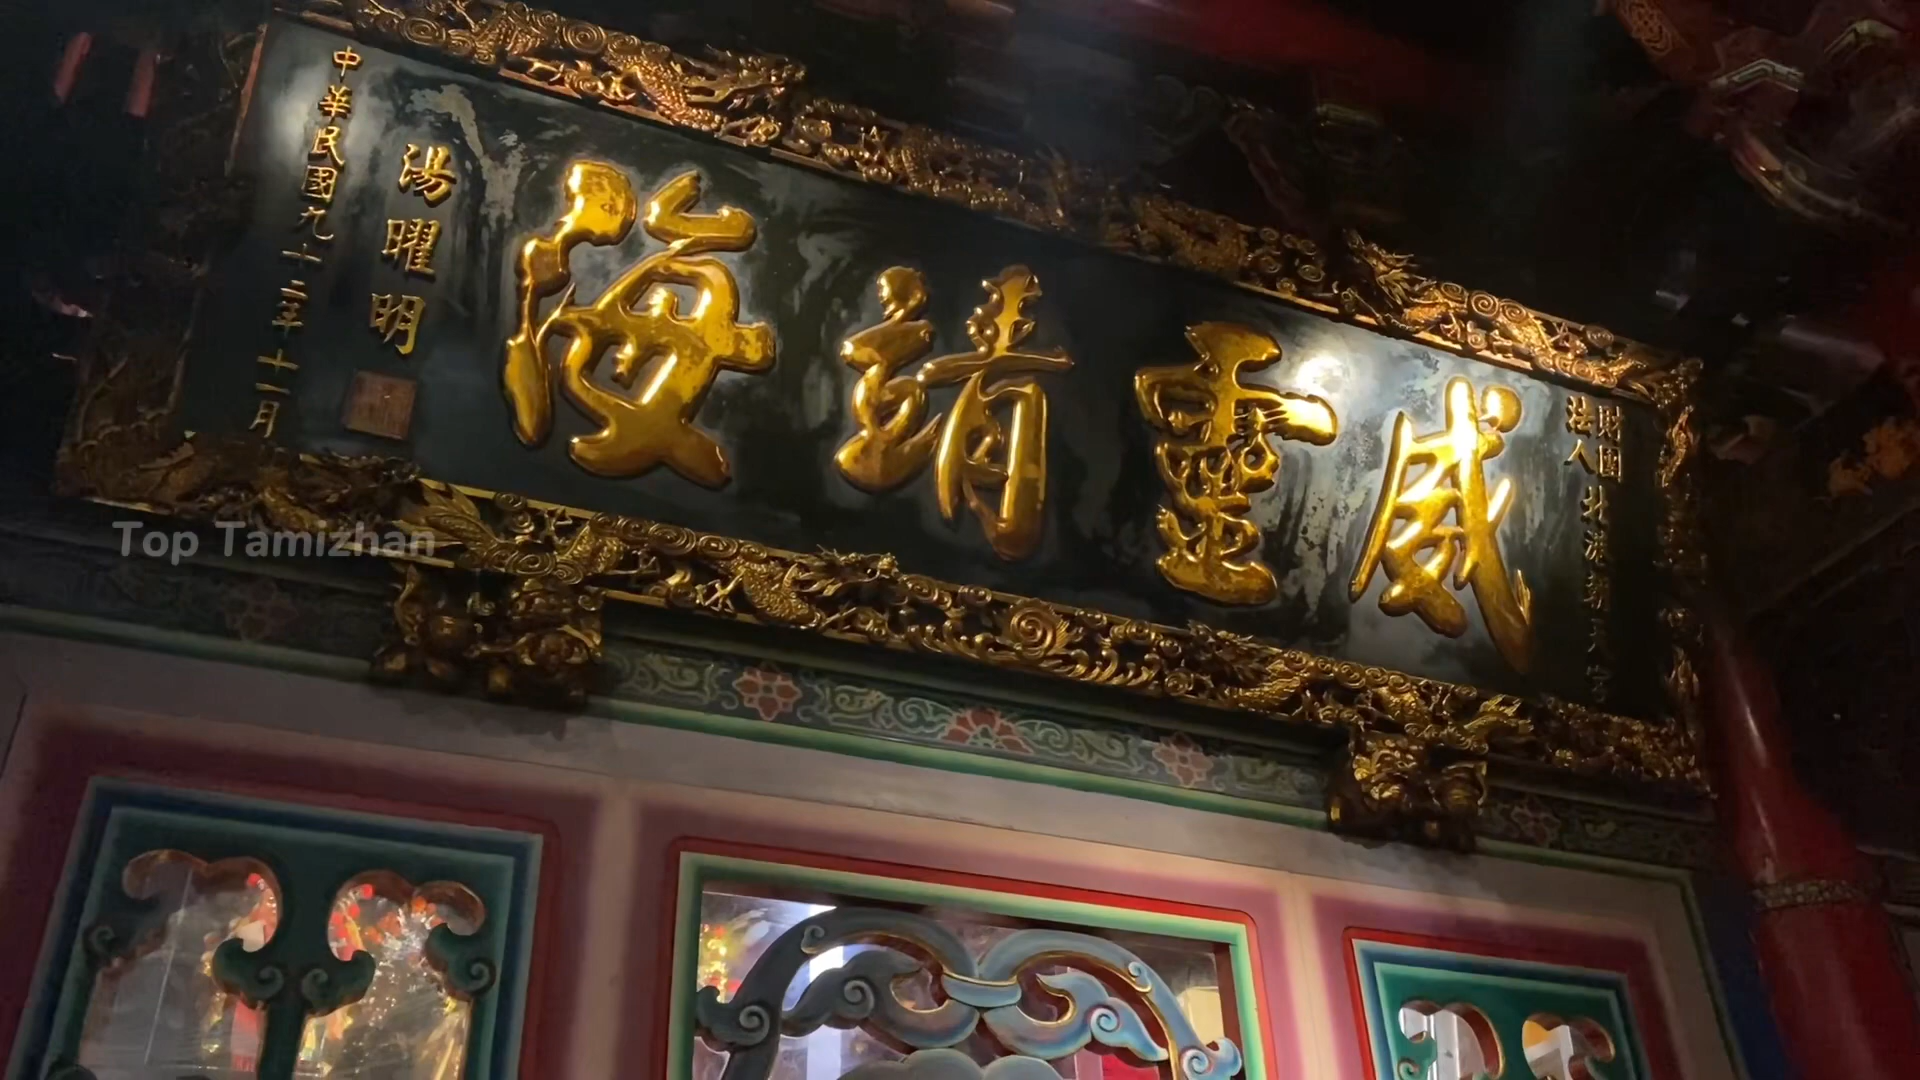 財團
法人
北港朝天宮
威靈靖海
湯曜明
中華民國九十二年十一月
Top Tamizhan